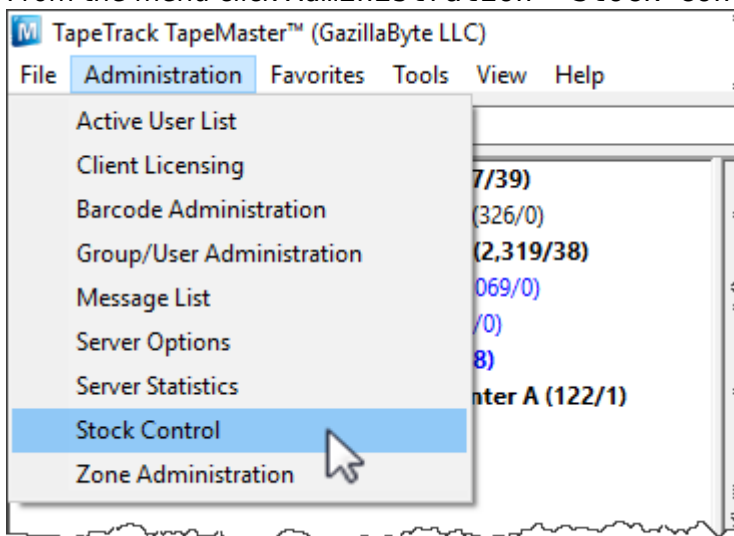 TapeTrack TapeMaster™ (GazillaByte LLC)
File Administration Favorites Tools View Help
Active User List
Client Licensing
7/39)
Barcode Administration
(326/0)
Group/User Administration
(2,319/38)
Message List
069/0)
Server Options
/0)
Server Statistics
8)
Stock Control
nter A (122/1)
Zone Administration